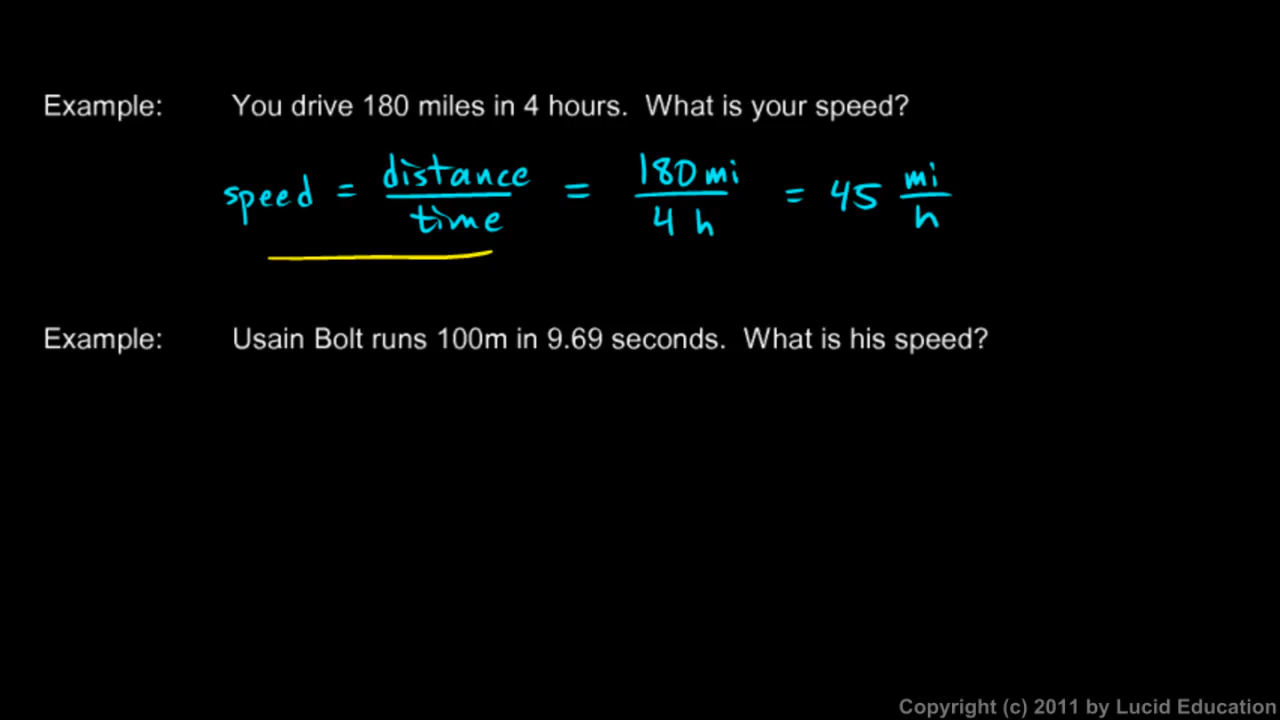 Example: You drive 180 miles in 4 hours. What is your speed?
speed = distance / time = 180 mi / 4 h = 45 mi / h
Example: Usain Bolt runs 100m in 9.69 seconds. What is his speed?
Copyright (c) 2011 by Lucid Education